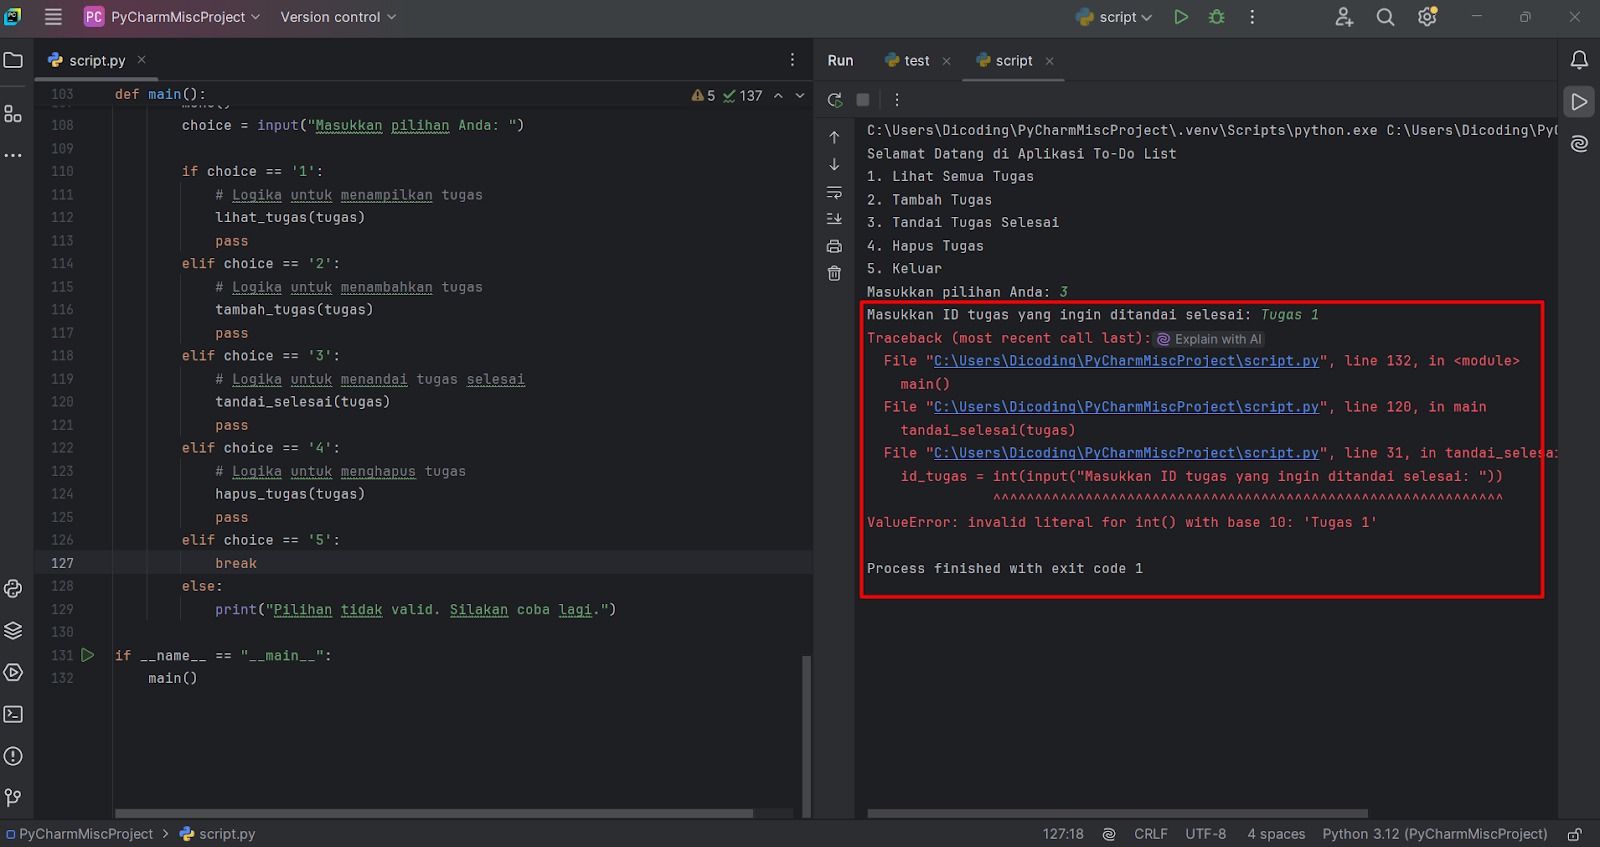 PC PyCharmMiscProject Version control script
script.py
Run test script
103 def main():
5 137
108 choice = input("Masukkan pilihan Anda: ")
109
110 if choice == '1':
111 # Logika untuk menampilkan tugas
112 lihat_tugas(tugas)
113 pass
114 elif choice == '2':
115 # Logika untuk menambahkan tugas
116 tambah_tugas(tugas)
117 pass
118 elif choice == '3':
119 # Logika untuk menandai tugas selesai
120 tandai_selesai(tugas)
121 pass
122 elif choice == '4':
123 # Logika untuk menghapus tugas
124 hapus_tugas(tugas)
125 pass
126 elif choice == '5':
127 break
128 else:
129 print("Pilihan tidak valid. Silakan coba lagi.")
130
131 if __name__ == "__main__":
132 main()
C:\Users\Dicoding\PyCharmMiscProject\.venv\Scripts\python.exe C:\Users\Dicoding\Py
Selamat Datang di Aplikasi To-Do List
1. Lihat Semua Tugas
2. Tambah Tugas
3. Tandai Tugas Selesai
4. Hapus Tugas
5. Keluar
Masukkan pilihan Anda: 3
Masukkan ID tugas yang ingin ditandai selesai: Tugas 1
Traceback (most recent call last): Explain with AI
File "C:\Users\Dicoding\PyCharmMiscProject\script.py", line 132, in <module>
main()
File "C:\Users\Dicoding\PyCharmMiscProject\script.py", line 120, in main
tandai_selesai(tugas)
File "C:\Users\Dicoding\PyCharmMiscProject\script.py", line 31, in tandai_selesai
id_tugas = int(input("Masukkan ID tugas yang ingin ditandai selesai: "))
^^^^^^^^^^^^^^^^^^^^^^^^^^^^^^^^^^^^^^^^^^^^^^^^^^^^^^^^^^^^^
ValueError: invalid literal for int() with base 10: 'Tugas 1'
Process finished with exit code 1
PyCharmMiscProject > script.py
127:18 CRLF UTF-8 4 spaces Python 3.12 (PyCharmMiscProject)